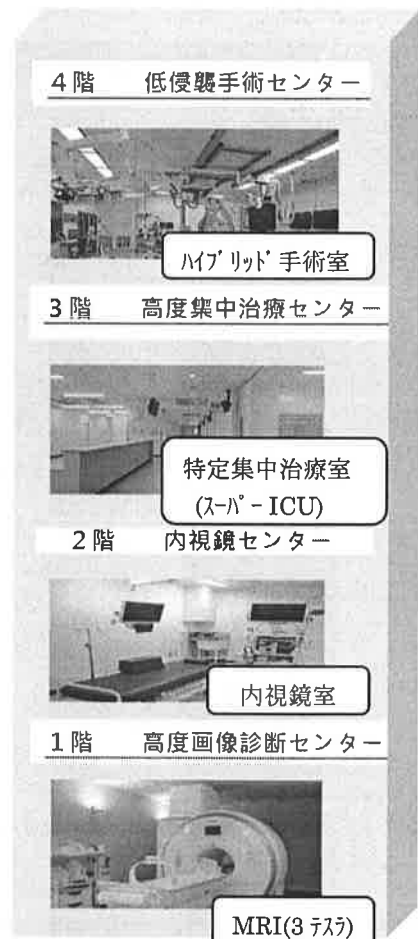 4階 低侵襲手術センター
ハイブリッド手術室
3階 高度集中治療センター
特定集中治療室
(スーパーICU)
2階 内視鏡センター
内視鏡室
1階 高度画像診断センター
MRI(3テスラ)